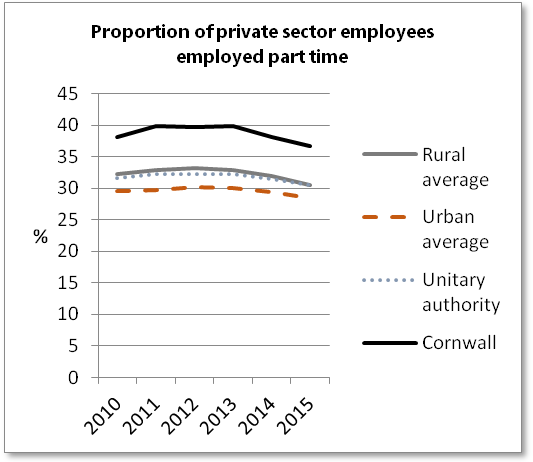 Proportion of private sector employees
employed part time
45
40
35
30
25
20
15
10
5
0
%
2010
2011
2012
2013
2014
2015
Rural
average
Urban
average
Unitary
authority
Cornwall